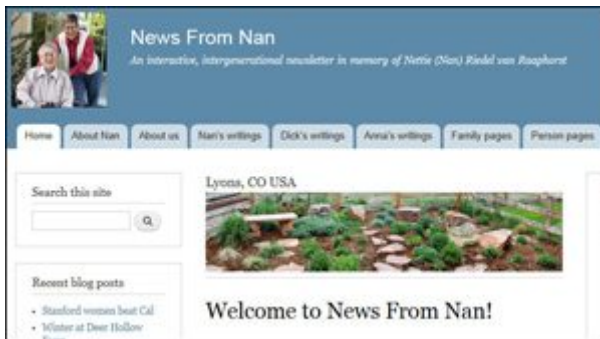 News From Nan
An interactive, intergenerational newsletter in memory of Nettie (Nan) Riedel van Raaphorst
Home
About Nan
About us
Nan's writings
Dick's writings
Anna's writings
Family pages
Person pages
Search this site
Lyons, CO USA
Recent blog posts
Stanford women beat Cal
Winter at Deer Hollow
Welcome to News From Nan!